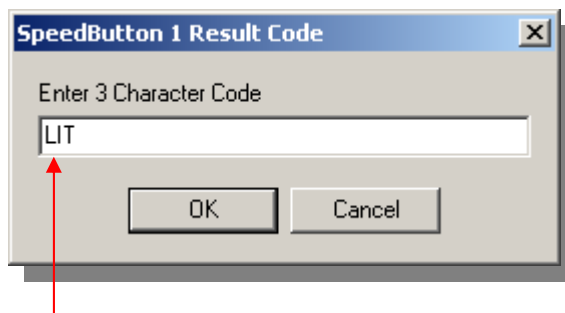 SpeedButton 1 Result Code
Enter 3 Character Code
LIT
OK Cancel